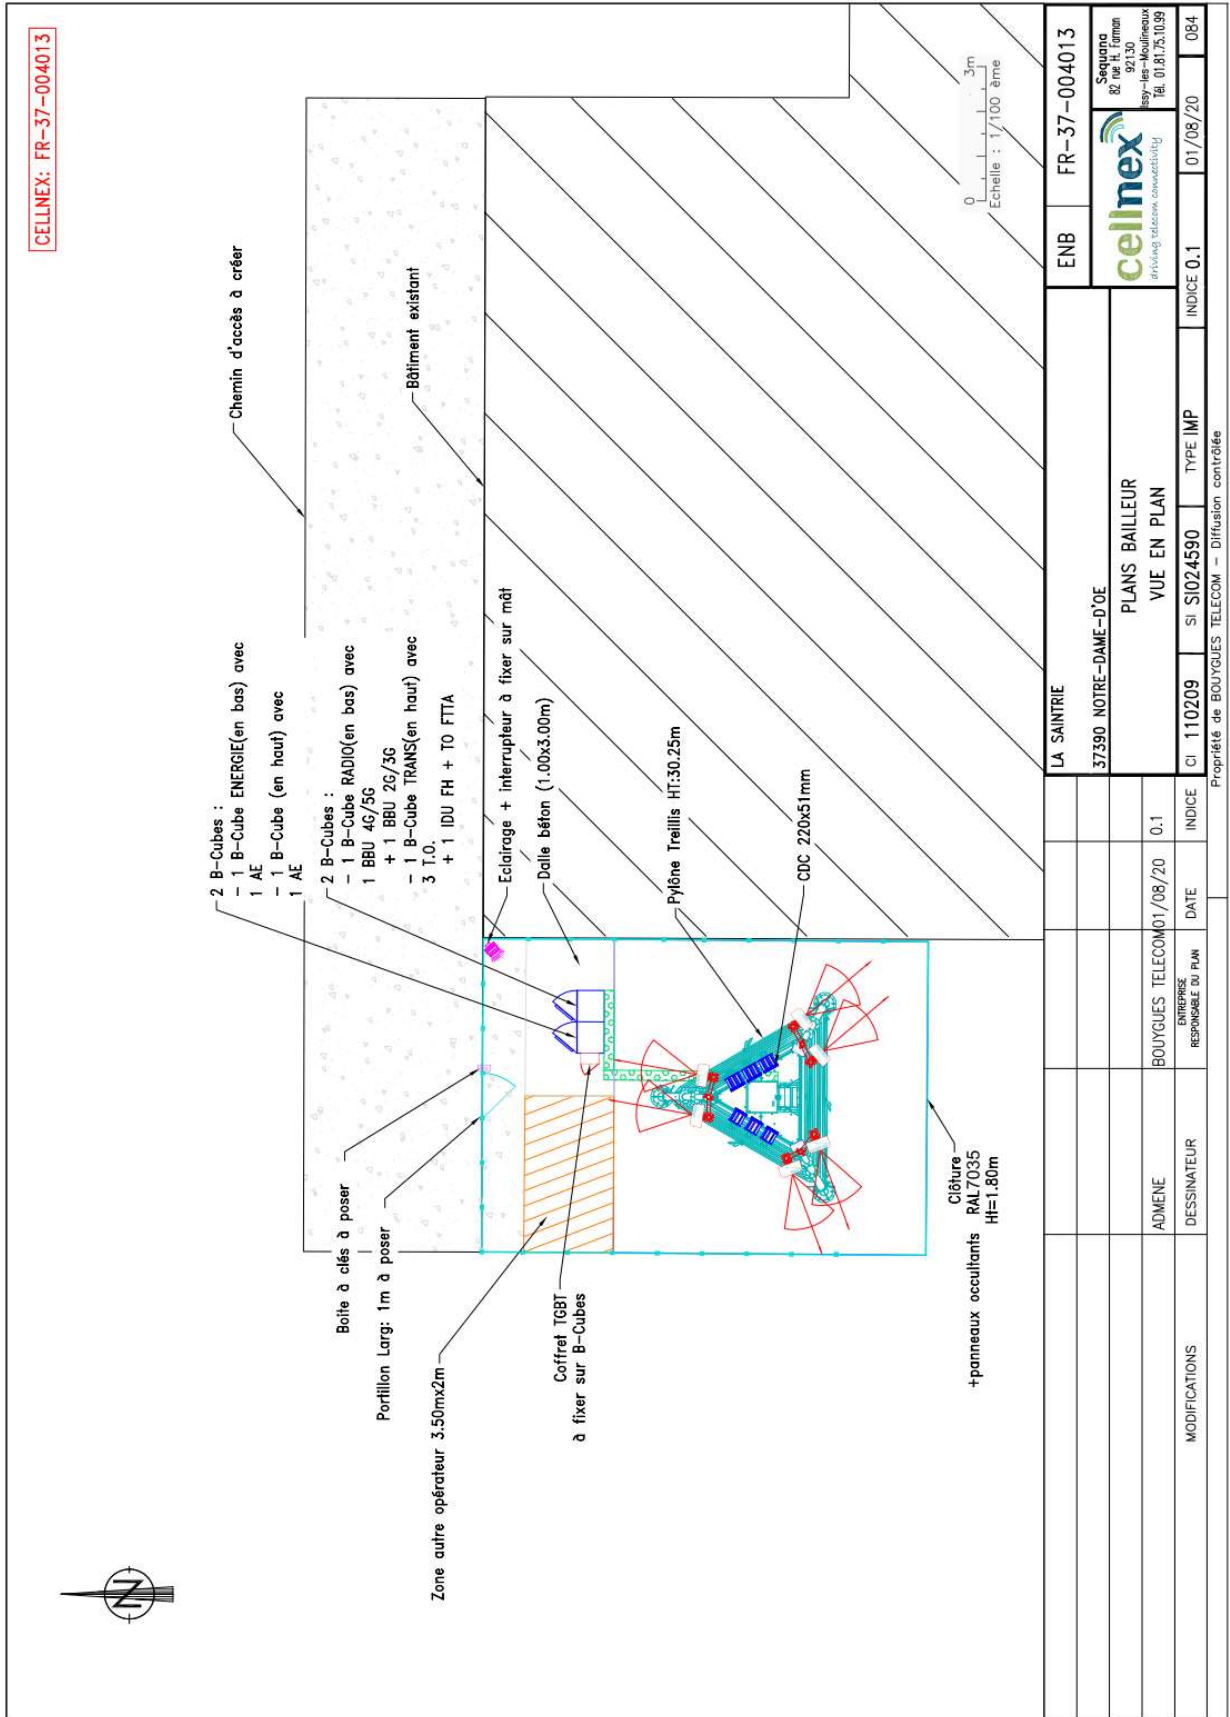 CELLNEX: FR-37-004013
Chemin d'accès à créer
Bâtiment existant
2 B-Cubes :
- 1 B-Cube ENERGIE(en bas) avec
1 AE
- 1 B-Cube (en haut) avec
1 AE
2 B-Cubes :
- 1 B-Cube RADIO(en bas) avec
1 BBU 4G/5G
+ 1 BBU 2G/3G
- 1 B-Cube TRANS(en haut) avec
3 T.O.
+ 1 IDU FH + TO FTTA
Eclairage + interrupteur à fixer sur mât
Dalle béton (1.00x3.00m)
Pylône Treillis HT:30.25m
CDC 220x51mm
Boite à clés à poser
Portillon Larg: 1m à poser
Zone autre opérateur 3.50mx2m
Coffret TGBT
à fixer sur B-Cubes
Clôture
+panneaux occultants RAL7035
Ht=1.80m
N
0 3m
Echelle : 1/100 ème
LA SAINTRIE
37390 NOTRE-DAME-D'OE
ENB
FR-37-004013
PLANS BAILLEUR
VUE EN PLAN
cellnex
driving telecom connectivity
Sequana
82 rue H. Farman
92130
Issy-les-Moulineaux
Tél. 01.81.75.10.99
CI 110209
SI SI024590
TYPE IMP
INDICE 0.1
01/08/20
084
ADMENE
BOUYGUES TELECOM
01/08/20
0.1
MODIFICATIONS
DESSINATEUR
ENTREPRISE
RESPONSABLE DU PLAN
DATE
INDICE
Propriété de BOUYGUES TELECOM - Diffusion contrôlée